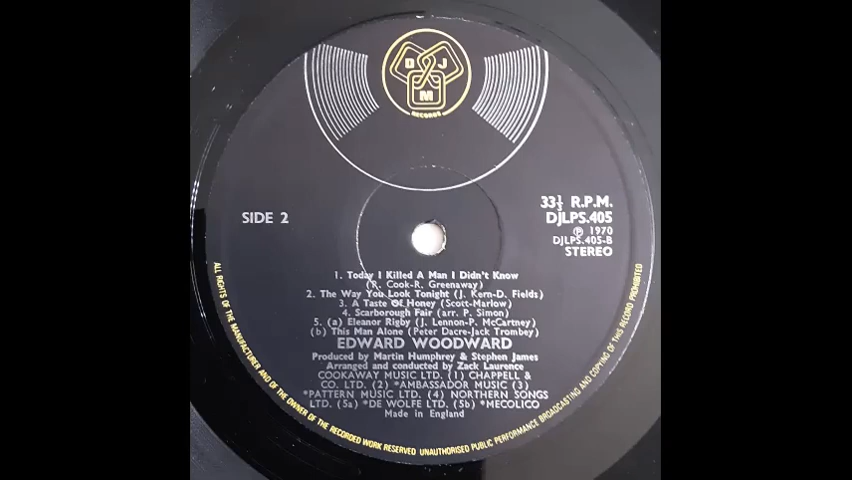 D J
M
RECORDS
SIDE 2
33⅓ R.P.M.
DJLPS.405
Ⓟ 1970
DJLPS.405-B
STEREO
1. Today I Killed A Man I Didn't Know
(R. Cook-R. Greenaway)
2. The Way You Look Tonight (J. Kern-D. Fields)
3. A Taste Of Honey (Scott-Marlow)
4. Scarborough Fair (arr. P. Simon)
5. (a) Eleanor Rigby (J. Lennon-P. McCartney)
(b) This Man Alone (Peter Dacre-Jack Trombey)
EDWARD WOODWARD
Produced by Martin Humphrey & Stephen James
Arranged and conducted by Zack Laurence
COOKAWAY MUSIC LTD. (1) CHAPPELL &
CO. LTD. (2) *AMBASSADOR MUSIC (3)
*PATTERN MUSIC LTD. (4) NORTHERN SONGS
LTD. (5a) *DE WOLFE LTD. (5b) *MECOLICO
Made in England
ALL RIGHTS OF THE MANUFACTURER AND OF THE OWNER OF THE RECORDED WORK RESERVED UNAUTHORISED PUBLIC PERFORMANCE BROADCASTING AND COPYING OF THIS RECORD PROHIBITED